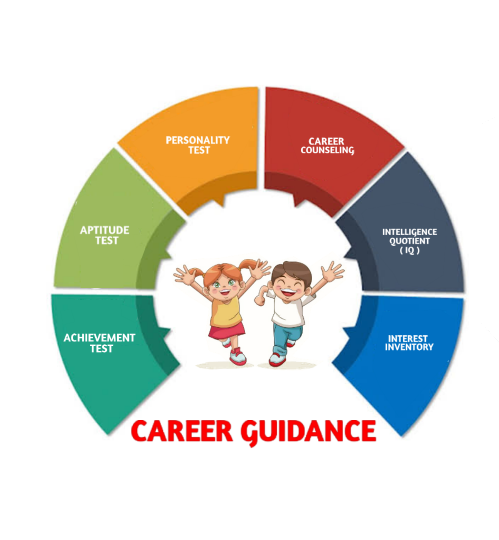 PERSONALITY
TEST
CAREER
COUNSELING
APTITUDE
TEST
INTELLIGENCE
QUOTIENT
( IQ )
ACHIEVEMENT
TEST
INTEREST
INVENTORY
CAREER GUIDANCE